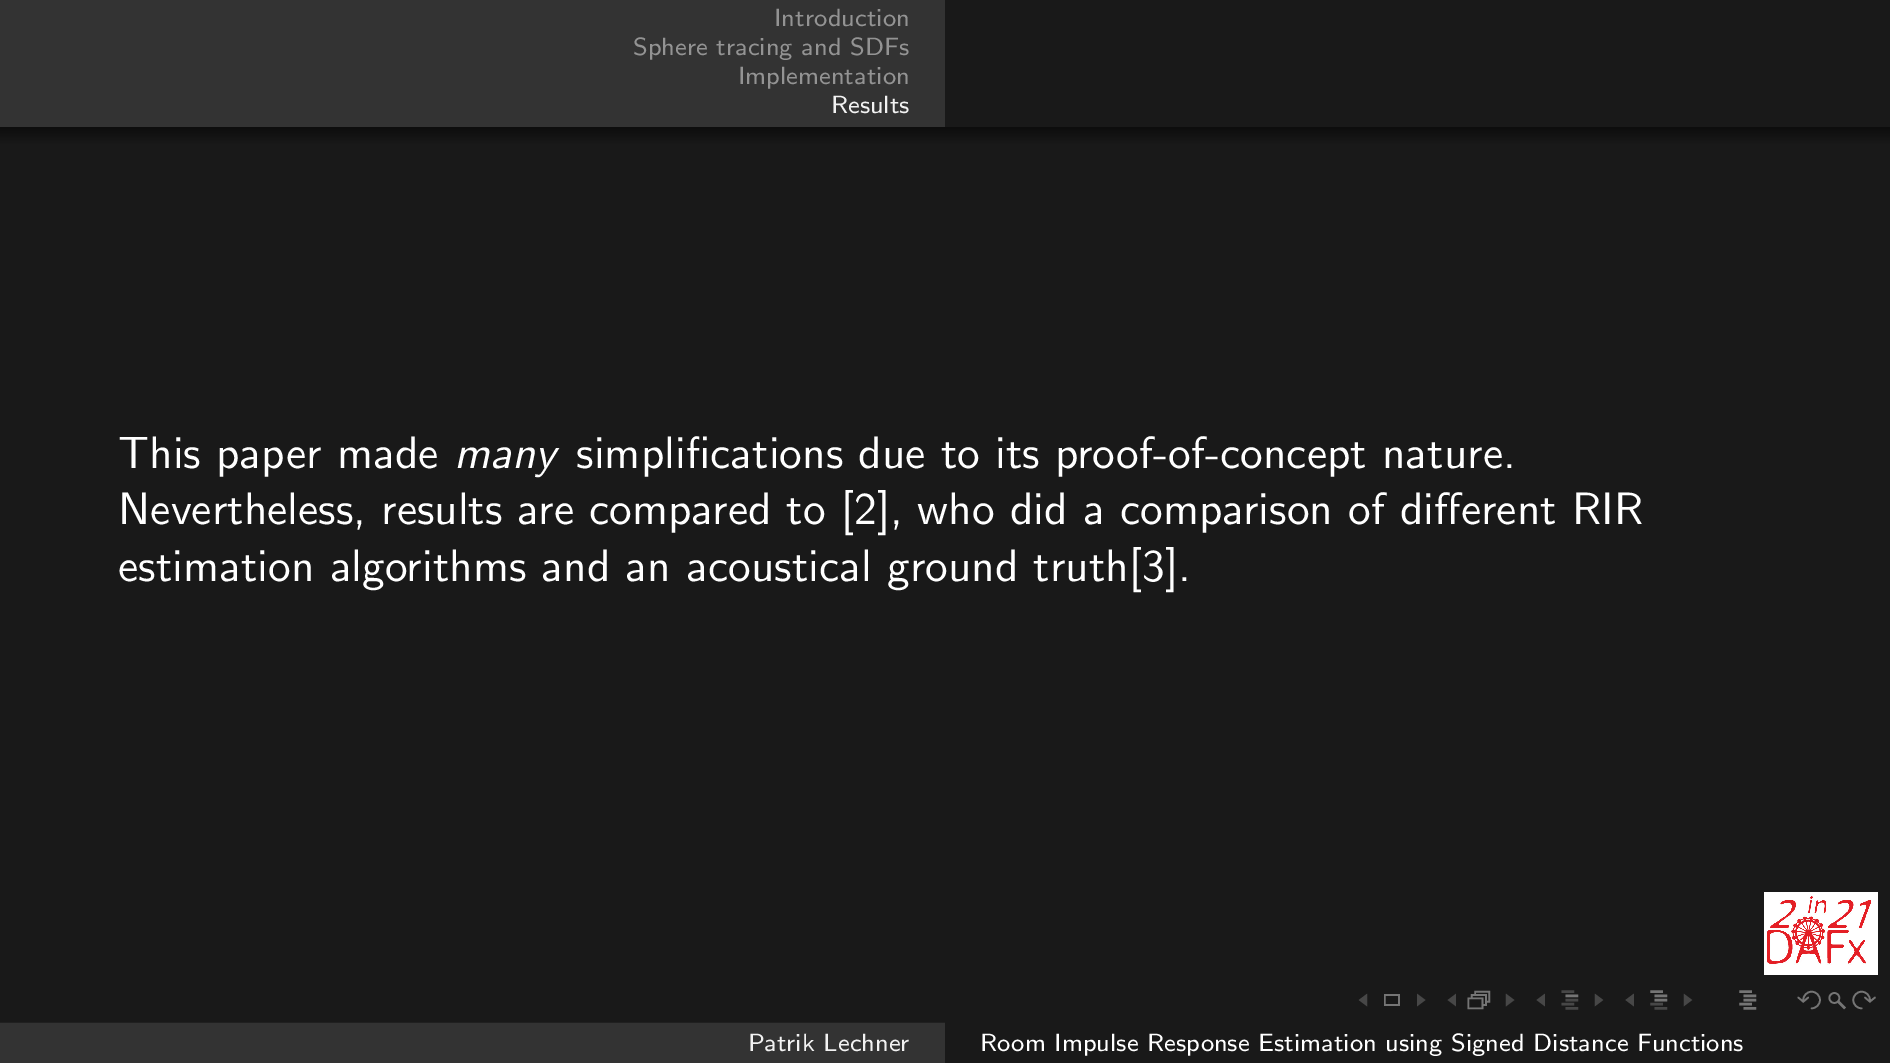 Introduction
Sphere tracing and SDFs
Implementation
Results
This paper made many simplifications due to its proof-of-concept nature.
Nevertheless, results are compared to [2], who did a comparison of different RIR
estimation algorithms and an acoustical ground truth[3].
2 in 21
DAFx
Patrik Lechner
Room Impulse Response Estimation using Signed Distance Functions